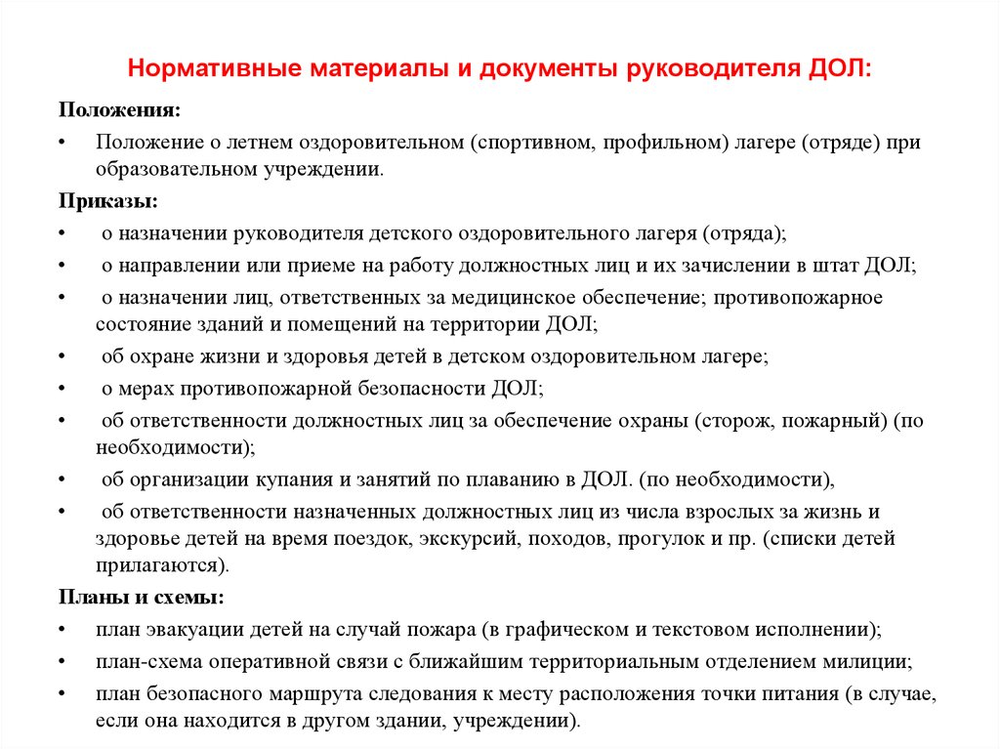 Нормативные материалы и документы руководителя ДОЛ:
Положения:
• Положение о летнем оздоровительном (спортивном, профильном) лагере (отряде) при
образовательном учреждении.
Приказы:
• о назначении руководителя детского оздоровительного лагеря (отряда);
• о направлении или приеме на работу должностных лиц и их зачислении в штат ДОЛ;
• о назначении лиц, ответственных за медицинское обеспечение; противопожарное
состояние зданий и помещений на территории ДОЛ;
• об охране жизни и здоровья детей в детском оздоровительном лагере;
• о мерах противопожарной безопасности ДОЛ;
• об ответственности должностных лиц за обеспечение охраны (сторож, пожарный) (по
необходимости);
• об организации купания и занятий по плаванию в ДОЛ. (по необходимости),
• об ответственности назначенных должностных лиц из числа взрослых за жизнь и
здоровье детей на время поездок, экскурсий, походов, прогулок и пр. (списки детей
прилагаются).
Планы и схемы:
• план эвакуации детей на случай пожара (в графическом и текстовом исполнении);
• план-схема оперативной связи с ближайшим территориальным отделением милиции;
• план безопасного маршрута следования к месту расположения точки питания (в случае,
если она находится в другом здании, учреждении).